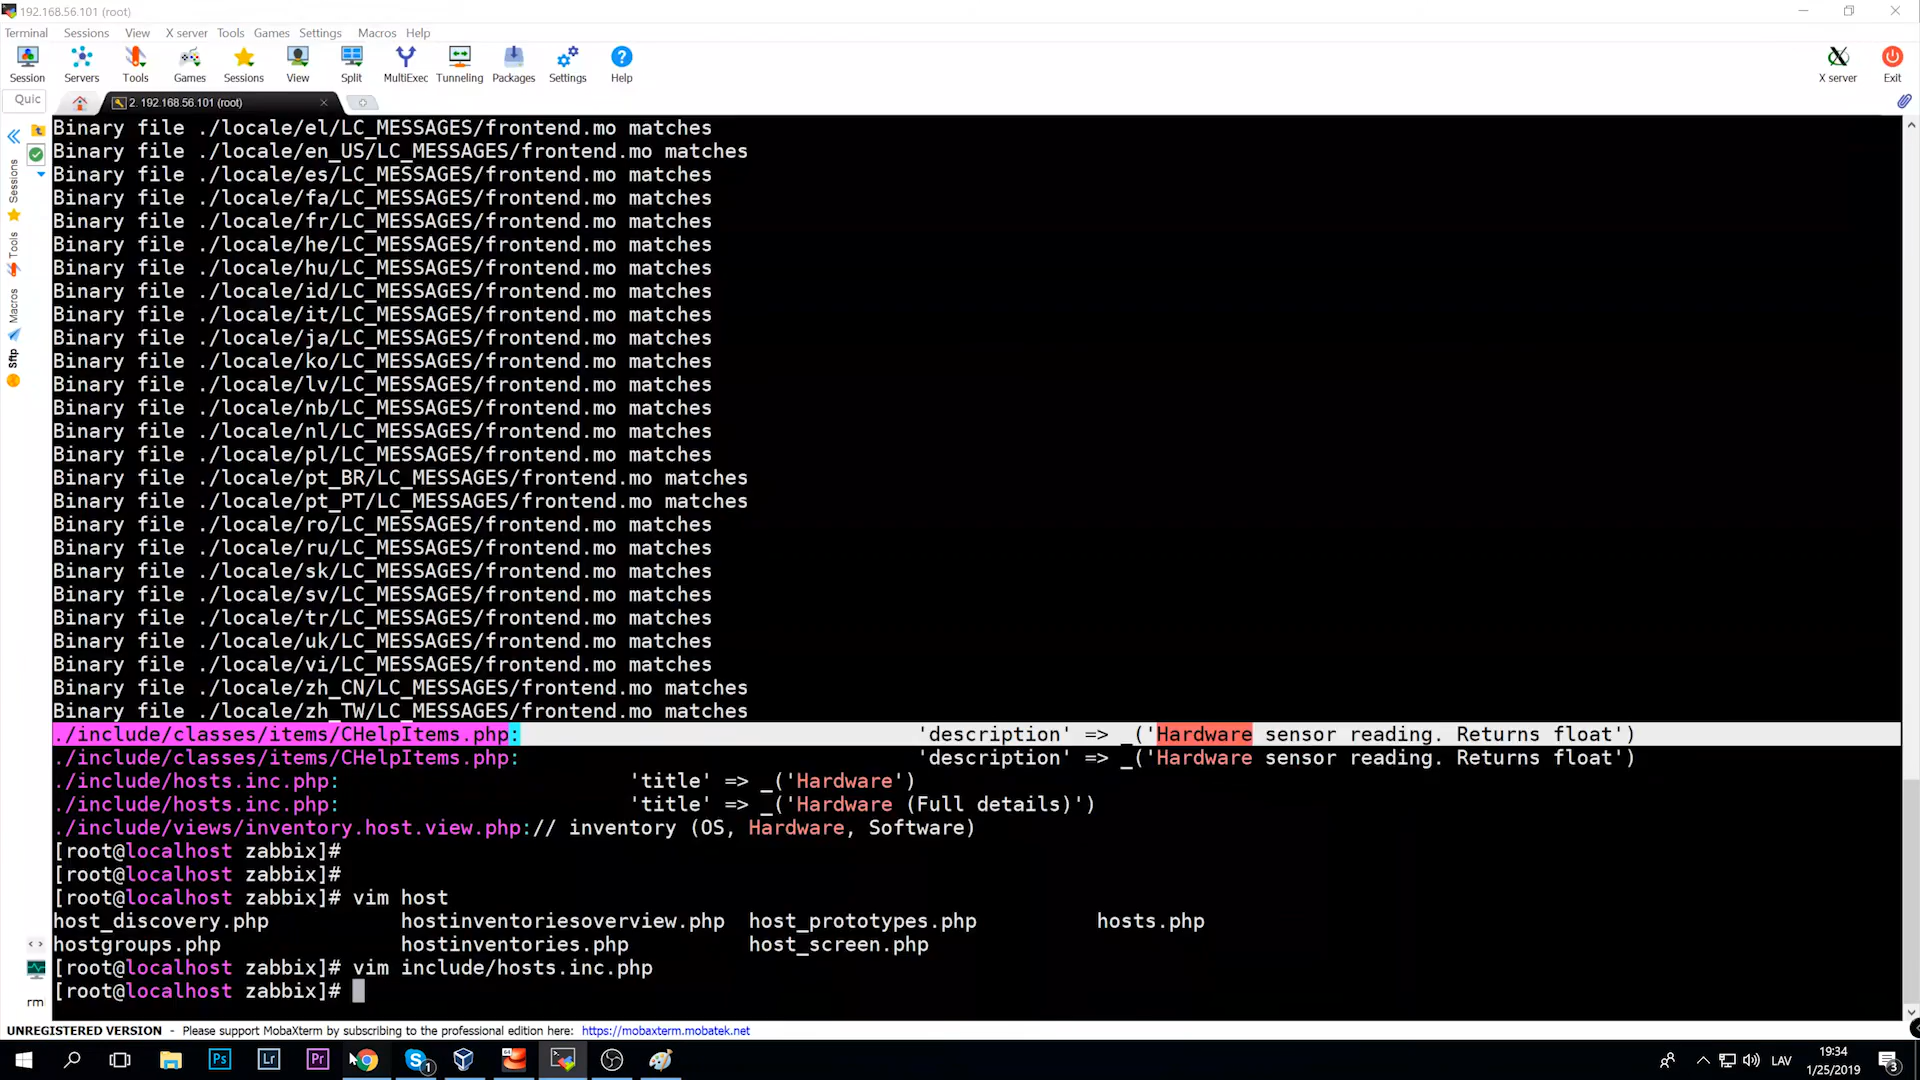 192.168.56.101 (root)
Terminal Sessions View X server Tools Games Settings Macros Help
Session Servers Tools Games Sessions View Split MultiExec Tunneling Packages Settings Help X server Exit
Quic 2. 192.168.56.101 (root)
Binary file ./locale/el/LC_MESSAGES/frontend.mo matches
Binary file ./locale/en_US/LC_MESSAGES/frontend.mo matches
Binary file ./locale/es/LC_MESSAGES/frontend.mo matches
Binary file ./locale/fa/LC_MESSAGES/frontend.mo matches
Binary file ./locale/fr/LC_MESSAGES/frontend.mo matches
Binary file ./locale/he/LC_MESSAGES/frontend.mo matches
Binary file ./locale/hu/LC_MESSAGES/frontend.mo matches
Binary file ./locale/id/LC_MESSAGES/frontend.mo matches
Binary file ./locale/it/LC_MESSAGES/frontend.mo matches
Binary file ./locale/ja/LC_MESSAGES/frontend.mo matches
Binary file ./locale/ko/LC_MESSAGES/frontend.mo matches
Binary file ./locale/lv/LC_MESSAGES/frontend.mo matches
Binary file ./locale/nb/LC_MESSAGES/frontend.mo matches
Binary file ./locale/nl/LC_MESSAGES/frontend.mo matches
Binary file ./locale/pl/LC_MESSAGES/frontend.mo matches
Binary file ./locale/pt_BR/LC_MESSAGES/frontend.mo matches
Binary file ./locale/pt_PT/LC_MESSAGES/frontend.mo matches
Binary file ./locale/ro/LC_MESSAGES/frontend.mo matches
Binary file ./locale/ru/LC_MESSAGES/frontend.mo matches
Binary file ./locale/sk/LC_MESSAGES/frontend.mo matches
Binary file ./locale/sv/LC_MESSAGES/frontend.mo matches
Binary file ./locale/tr/LC_MESSAGES/frontend.mo matches
Binary file ./locale/uk/LC_MESSAGES/frontend.mo matches
Binary file ./locale/vi/LC_MESSAGES/frontend.mo matches
Binary file ./locale/zh_CN/LC_MESSAGES/frontend.mo matches
Binary file ./locale/zh_TW/LC_MESSAGES/frontend.mo matches
./include/classes/items/CHelpItems.php: 'description' => _('Hardware sensor reading. Returns float')
./include/classes/items/CHelpItems.php: 'description' => _('Hardware sensor reading. Returns float')
./include/hosts.inc.php: 'title' => _('Hardware')
./include/hosts.inc.php: 'title' => _('Hardware (Full details)')
./include/views/inventory.host.view.php:// inventory (OS, Hardware, Software)
[root@localhost zabbix]#
[root@localhost zabbix]#
[root@localhost zabbix]# vim host
host_discovery.php hostinventoriesoverview.php host_prototypes.php hosts.php
hostgroups.php hostinventories.php host_screen.php
[root@localhost zabbix]# vim include/hosts.inc.php
[root@localhost zabbix]#
Sessions
Tools
Macros
Sftp
rm
UNREGISTERED VERSION - Please support MobaXterm by subscribing to the professional edition here: https://mobaxterm.mobatek.net
Ps Lr Pr 1 64 LAV 19:34 3
1/25/2019